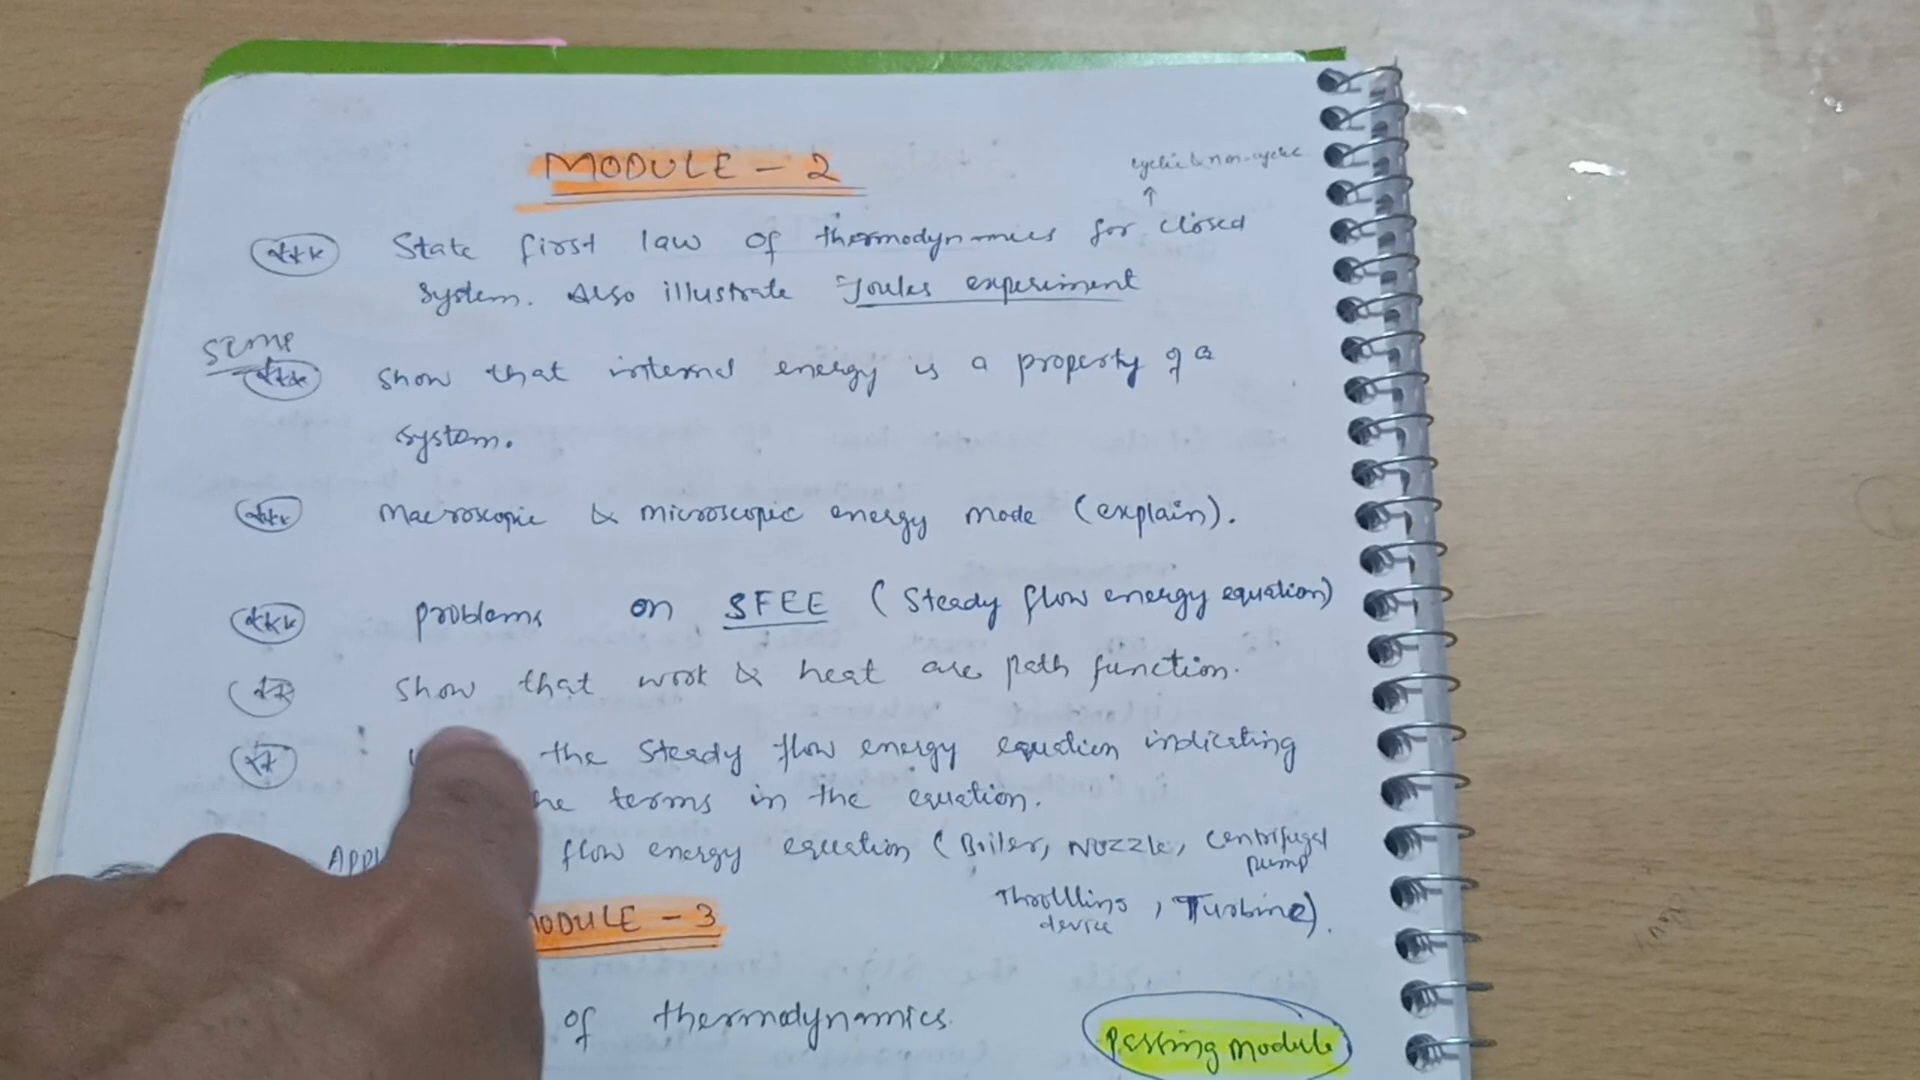 MODULE - 2
cyclic & non-cyclic
↑
*** State first law of thermodynamics for closed
system. Also illustrate Joules experiment
same
*** Show that internal energy is a property of a
system.
*** Macroscopic & microscopic energy mode (explain).
*** problems on SFEE (Steady flow energy equation)
** Show that work & heat are path function.
** the Steady flow energy equation indicating
the terms in the equation.
flow energy equation (Boiler, Nozzle, centrifugal
pump
Throttling, Turbine).
device
MODULE - 3
of thermodynamics.
Passing module